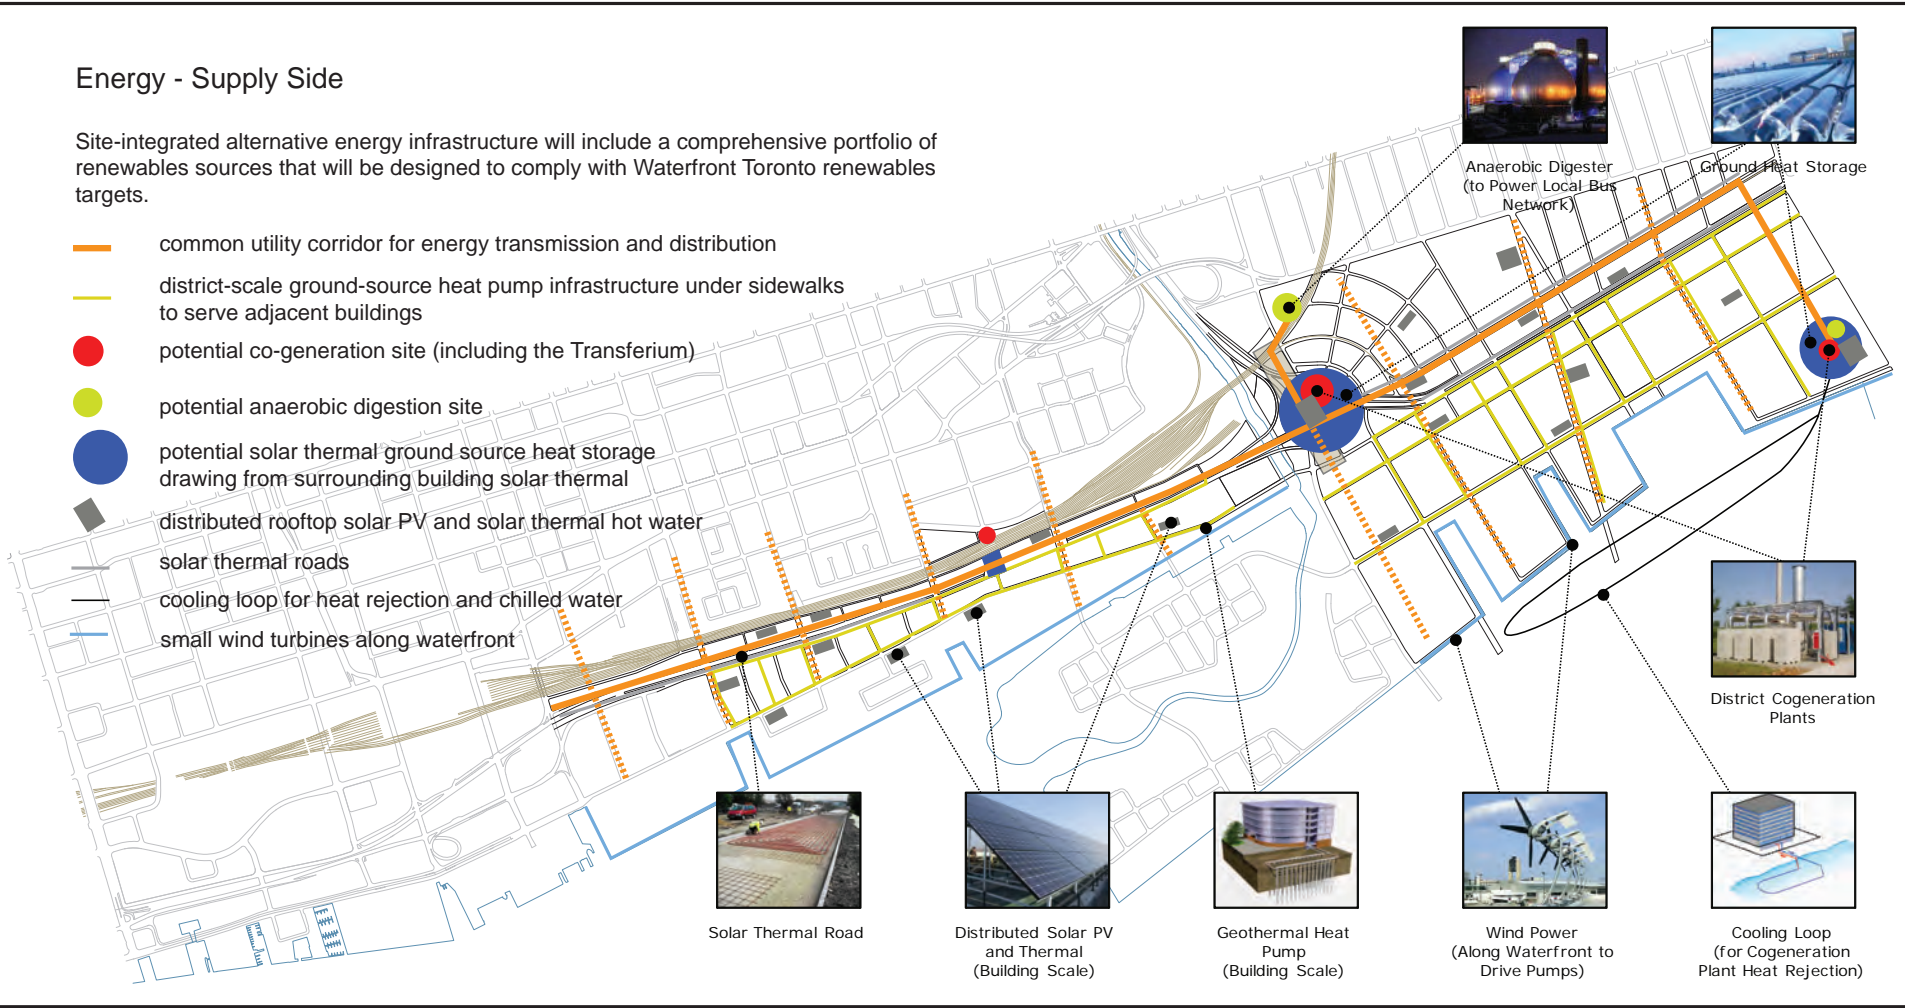 Energy - Supply Side
Site-integrated alternative energy infrastructure will include a comprehensive portfolio of
renewables sources that will be designed to comply with Waterfront Toronto renewables
targets.
common utility corridor for energy transmission and distribution
district-scale ground-source heat pump infrastructure under sidewalks
to serve adjacent buildings
potential co-generation site (including the Transferium)
potential anaerobic digestion site
potential solar thermal ground source heat storage
drawing from surrounding building solar thermal
distributed rooftop solar PV and solar thermal hot water
solar thermal roads
cooling loop for heat rejection and chilled water
small wind turbines along waterfront
Anaerobic Digester
(to Power Local Bus
Network)
Ground Heat Storage
District Cogeneration
Plants
Solar Thermal Road
Distributed Solar PV
and Thermal
(Building Scale)
Geothermal Heat
Pump
(Building Scale)
Wind Power
(Along Waterfront to
Drive Pumps)
Cooling Loop
(for Cogeneration
Plant Heat Rejection)